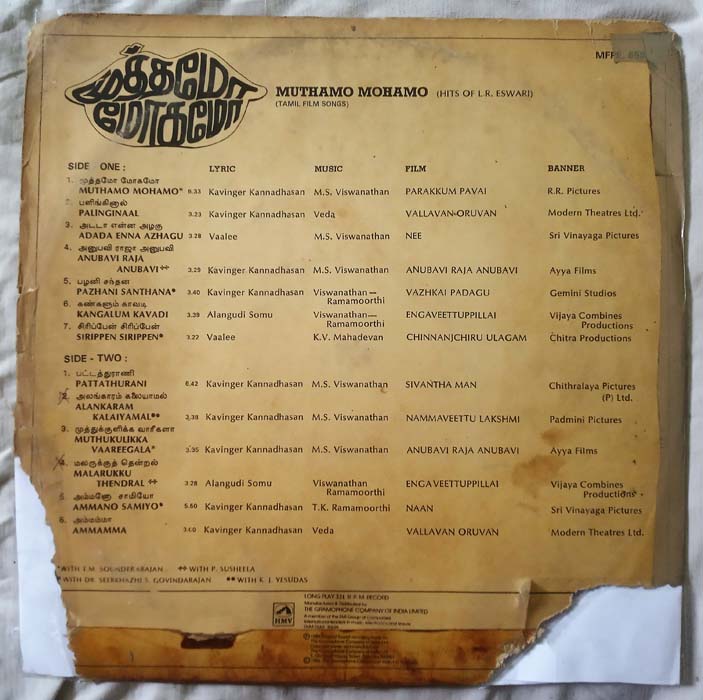 முத்தமோ
மோகமோ
MUTHAMO MOHAMO (HITS OF L.R. ESWARI)
(TAMIL FILM SONGS)
SIDE - ONE :
LYRIC MUSIC FILM BANNER
1. முத்தமோ மோகமோ
MUTHAMO MOHAMO* 6.33 Kavinger Kannadhasan M.S. Viswanathan PARAKKUM PAVAI R.R. Pictures
2. பளிங்கினால்
PALINGINAAL 3.23 Kavinger Kannadhasan Veda VALLAVAN-ORUVAN Modern Theatres Ltd.
3. அடடா என்ன அழகு
ADADA ENNA AZHAGU 3.28 Vaalee M.S. Viswanathan NEE Sri Vinayaga Pictures
4. அனுபவி ராஜா அனுபவி
ANUBAVI RAJA
ANUBAVI++ 3.29 Kavinger Kannadhasan M.S. Viswanathan ANUBAVI RAJA ANUBAVI Ayya Films
5. பழனி சந்தன
PAZHANI SANTHANA* 3.40 Kavinger Kannadhasan Viswanathan— VAZHKAI PADAGU Gemini Studios
Ramamoorthi
6. கண்களும் காவடி
KANGALUM KAVADI 3.39 Alangudi Somu Viswanathan— ENGAVEETTUPPILLAI Vijaya Combines
Ramamoorthi Productions
7. சிரிப்பேன் சிரிப்பேன்
SIRIPPEN SIRIPPEN* 3.22 Vaalee K.V. Mahadevan CHINNANJCHIRU ULAGAM Chitra Productions
SIDE - TWO :
1. பட்டத்துராணி
PATTATHURANI 6.42 Kavinger Kannadhasan M.S. Viswanathan SIVANTHA MAN Chithralaya Pictures
(P) Ltd.
2. அலங்காரம் கலையாமல்
ALANKARAM
KALAIYAMAL** 3.38 Kavinger Kannadhasan M.S. Viswanathan NAMMAVEETTU LAKSHMI Padmini Pictures
3. முத்துக்குளிக்க வாரீகளா
MUTHUKULIKKA
VAAREEGALA* 3.35 Kavinger Kannadhasan M.S. Viswanathan ANUBAVI RAJA ANUBAVI Ayya Films
4. மலருக்குத் தென்றல்
MALARUKKU
THENDRAL ++ 3.28 Alangudi Somu Viswanathan ENGAVEETTUPPILLAI Vijaya Combines
Ramamoorthi Productions
5. அம்மனோ சாமியோ
AMMANO SAMIYO* 5.60 Kavinger Kannadhasan T.K. Ramamoorthi NAAN Sri Vinayaga Pictures
6. அம்மம்மா
AMMAMMA 3.60 Kavinger Kannadhasan Veda VALLAVAN ORUVAN Modern Theatres Ltd.
*WITH T.M. SOUNDERARAJAN ++ WITH P. SUSHEELA
WITH DR. SEERKHAZHI S. GOVINDARAJAN ** WITH K. J. YESUDAS
HMV
LONG PLAY 33⅓ R.P.M. RECORD
Manufactured & Distributed by
THE GRAMOPHONE COMPANY OF INDIA LIMITED